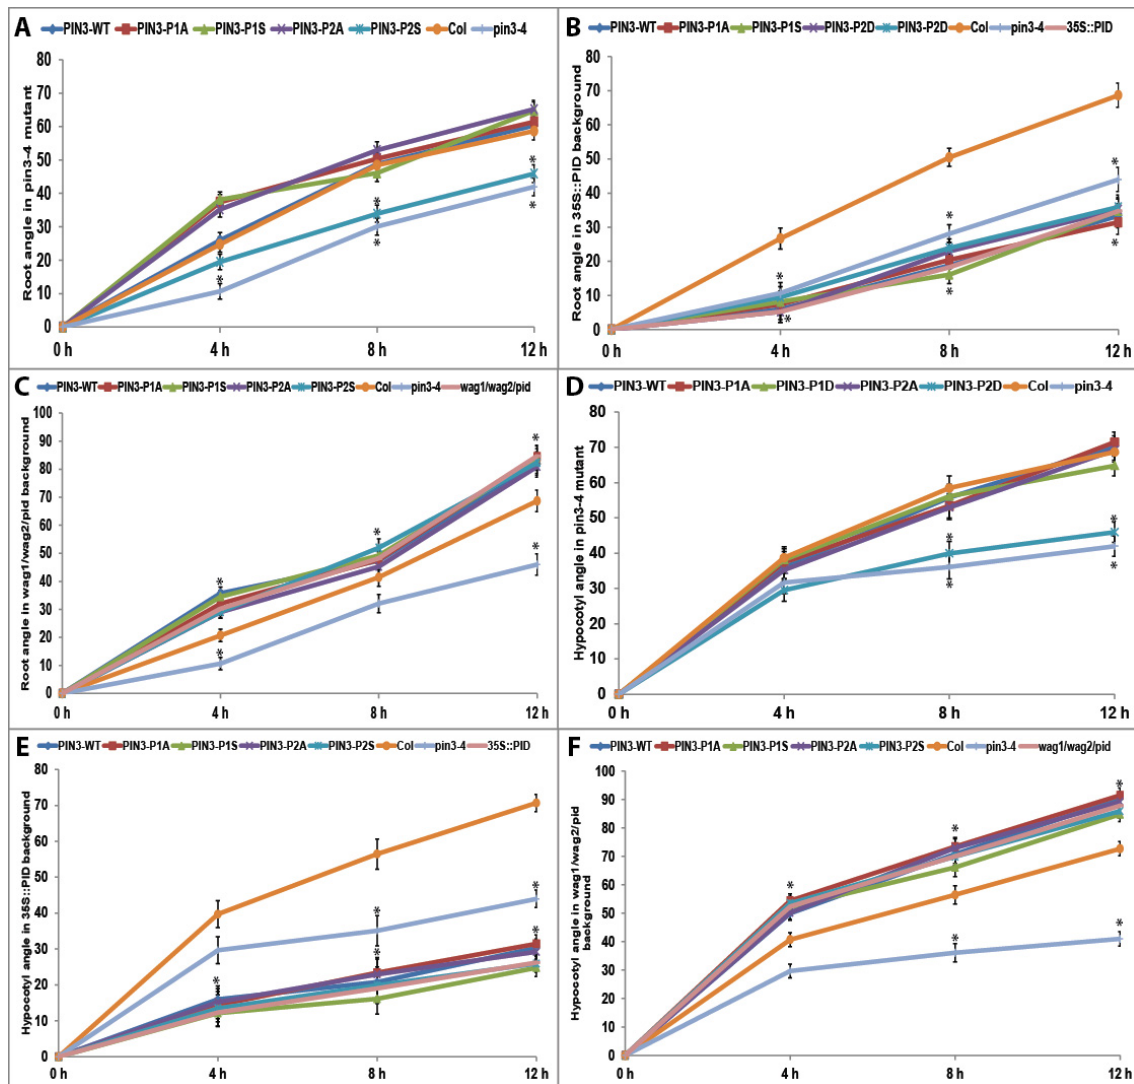 A PIN3-WT PIN3-P1A PIN3-P1S PIN3-P2A PIN3-P2S Col pin3-4
Root angle in pin3-4 mutant
80
70
60
50
40
30
20
10
0
0 h 4 h 8 h 12 h
* * * * *
B PIN3-WT PIN3-P1A PIN3-P1S PIN3-P2D PIN3-P2D Col pin3-4 35S::PID
Root angle in 35S::PID background
80
70
60
50
40
30
20
10
0
0 h 4 h 8 h 12 h
* * * * * *
C PIN3-WT PIN3-P1A PIN3-P1S PIN3-P2A PIN3-P2S Col pin3-4 wag1/wag2/pid
Root angle in wag1/wag2/pid background
100
90
80
70
60
50
40
30
20
10
0
0 h 4 h 8 h 12 h
* * * * *
D PIN3-WT PIN3-P1A PIN3-P1D PIN3-P2A PIN3-P2D Col pin3-4
Hypocotyl angle in pin3-4 mutant
80
70
60
50
40
30
20
10
0
0 h 4 h 8 h 12 h
* * * *
E PIN3-WT PIN3-P1A PIN3-P1S PIN3-P2A PIN3-P2S Col pin3-4 35S::PID
Hypocotyl angle in 35S::PID background
80
70
60
50
40
30
20
10
0
0 h 4 h 8 h 12 h
* * * * *
F PIN3-WT PIN3-P1A PIN3-P1S PIN3-P2A PIN3-P2S Col pin3-4 wag1/wag2/pid
Hypocotyl angle in wag1/wag2/pid
background
100
90
80
70
60
50
40
30
20
10
0
0 h 4 h 8 h 12 h
* * * * *